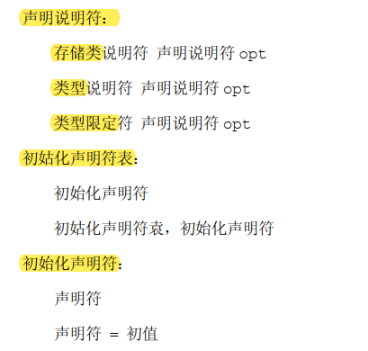 声明说明符：
存储类说明符 声明说明符 opt
类型说明符 声明说明符 opt
类型限定符 声明说明符 opt
初姑化声明符表：
初始化声明符
初姑化声明符袁，初始化声明符
初始化声明符：
声明符
声明符 = 初值